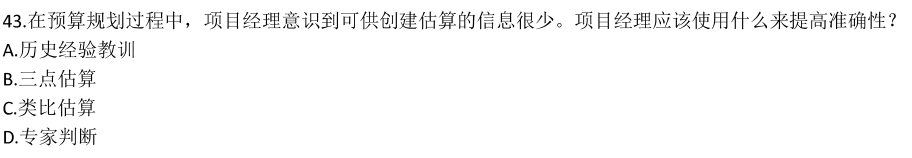 43.在预算规划过程中，项目经理意识到可供创建估算的信息很少。项目经理应该使用什么来提高准确性？
A.历史经验教训
B.三点估算
C.类比估算
D.专家判断